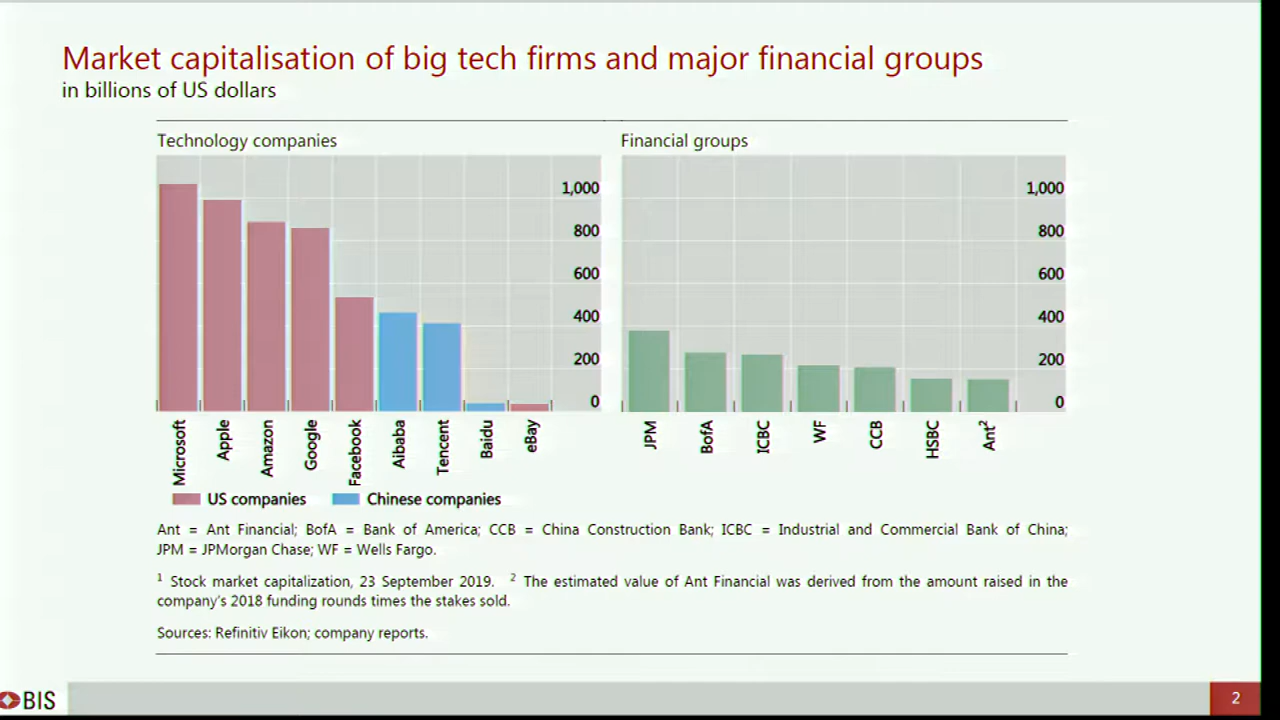 Market capitalisation of big tech firms and major financial groups
in billions of US dollars
Technology companies
1,000
800
600
400
200
0
Microsoft
Apple
Amazon
Google
Facebook
Aibaba
Tencent
Baidu
eBay
US companies
Chinese companies
Financial groups
1,000
800
600
400
200
0
JPM
BofA
ICBC
WF
CCB
HSBC
Ant²
Ant = Ant Financial; BofA = Bank of America; CCB = China Construction Bank; ICBC = Industrial and Commercial Bank of China;
JPM = JPMorgan Chase; WF = Wells Fargo.
¹ Stock market capitalization, 23 September 2019. ² The estimated value of Ant Financial was derived from the amount raised in the
company's 2018 funding rounds times the stakes sold.
Sources: Refinitiv Eikon; company reports.
BIS
2